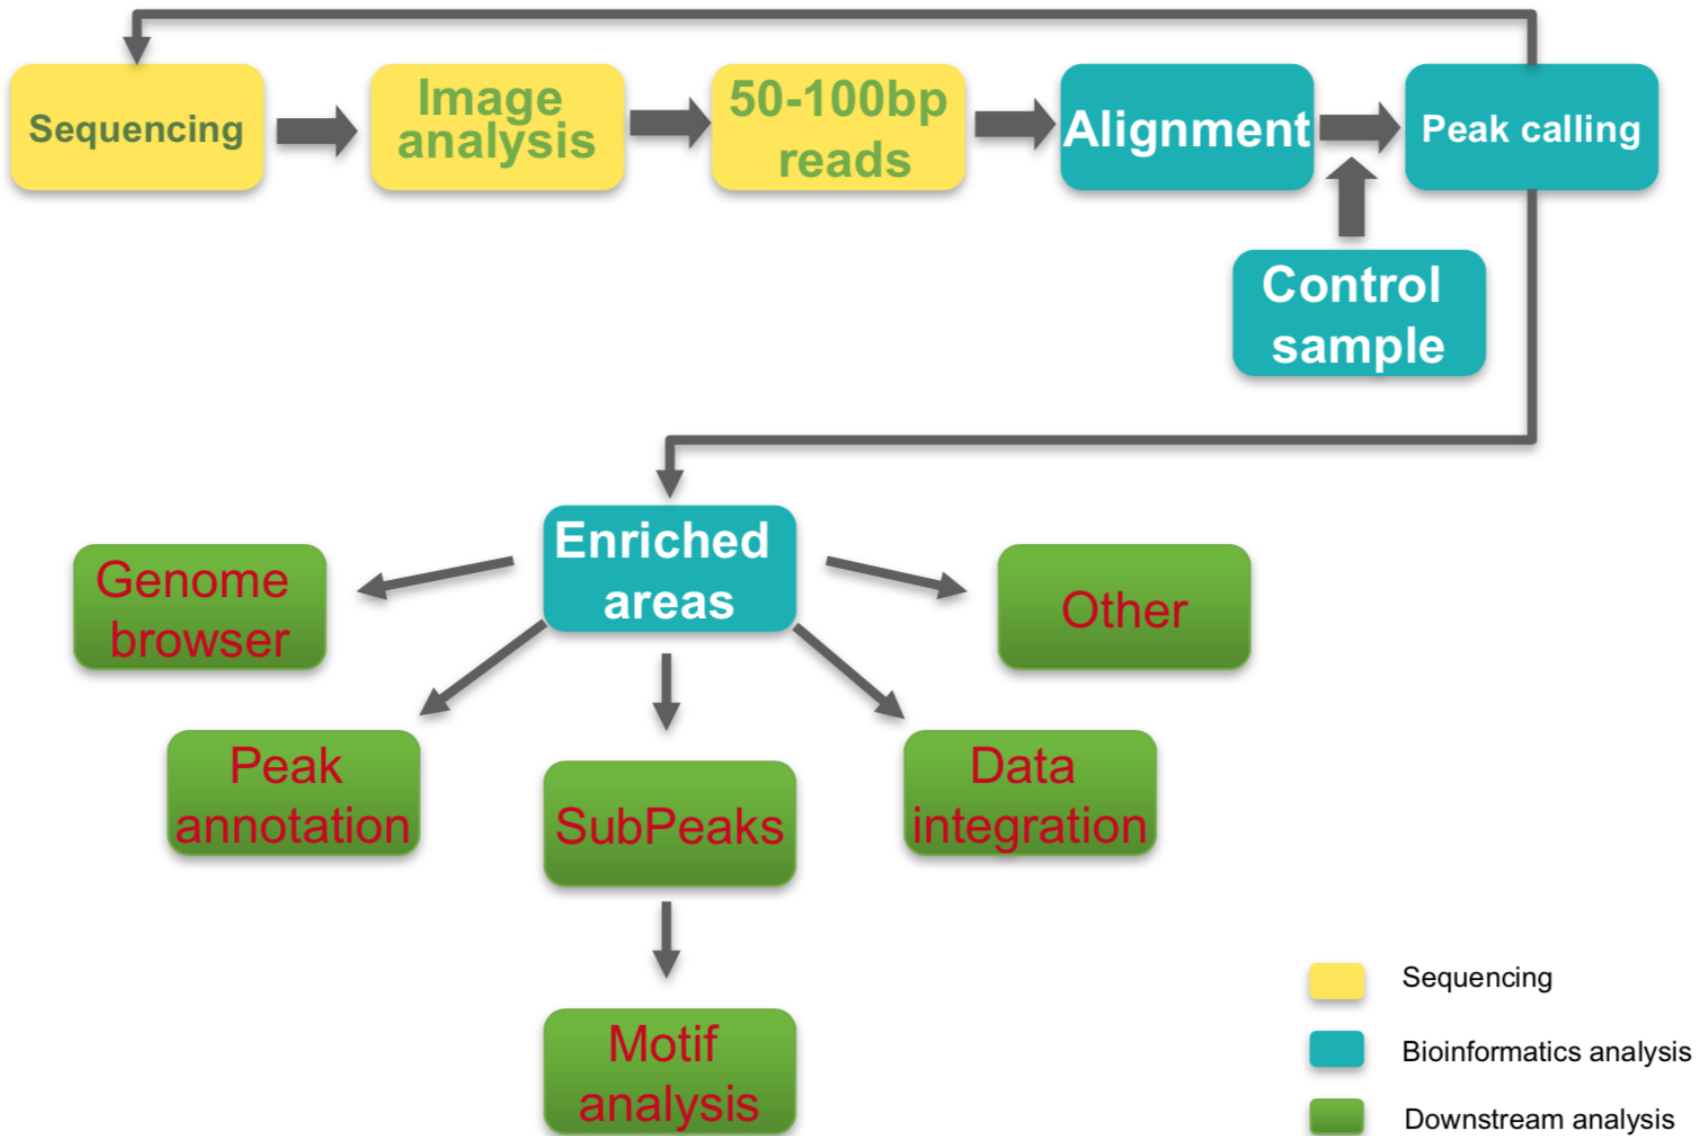 Sequencing
Image
analysis
50-100bp
reads
Alignment
Peak calling
Control
sample
Enriched
areas
Genome
browser
Other
Peak
annotation
SubPeaks
Data
integration
Motif
analysis
Sequencing
Bioinformatics analysis
Downstream analysis